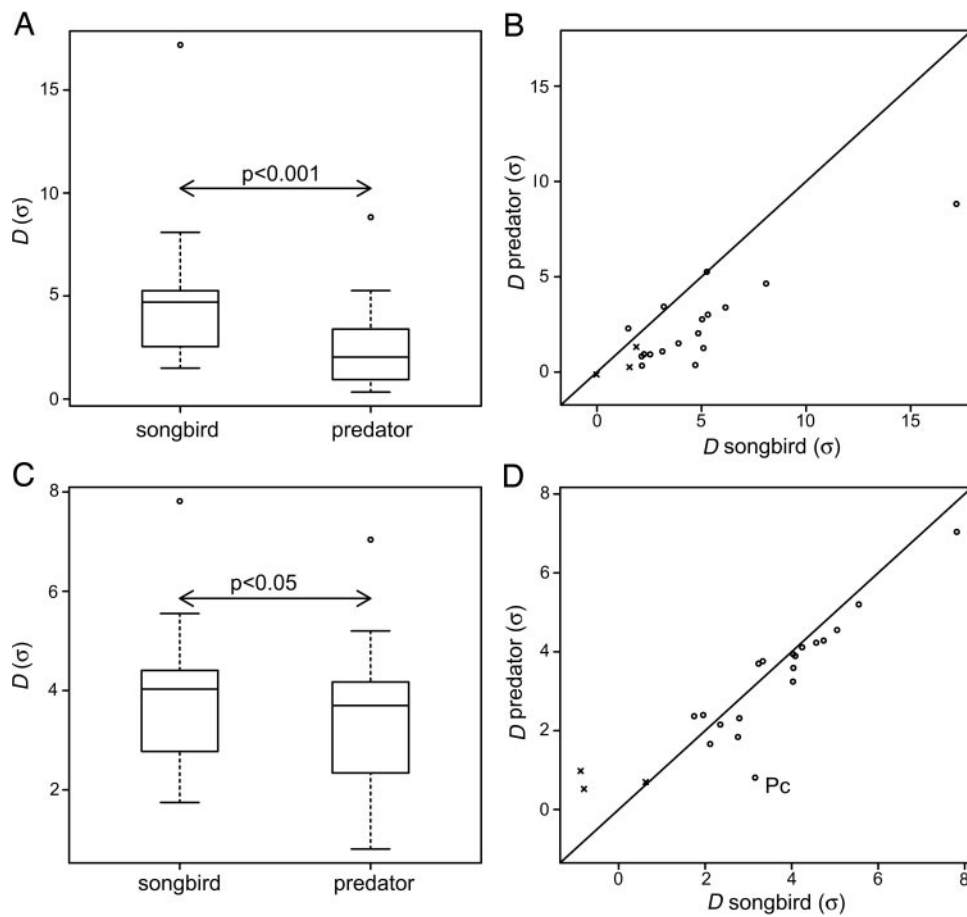 A
D (σ)
15
10
5
0
p<0.001
songbird predator
B
D predator (σ)
15
10
5
0
0 5 10 15
D songbird (σ)
C
D (σ)
8
6
4
2
p<0.05
songbird predator
D
D predator (σ)
8
6
4
2
0
Pc
0 2 4 6 8
D songbird (σ)